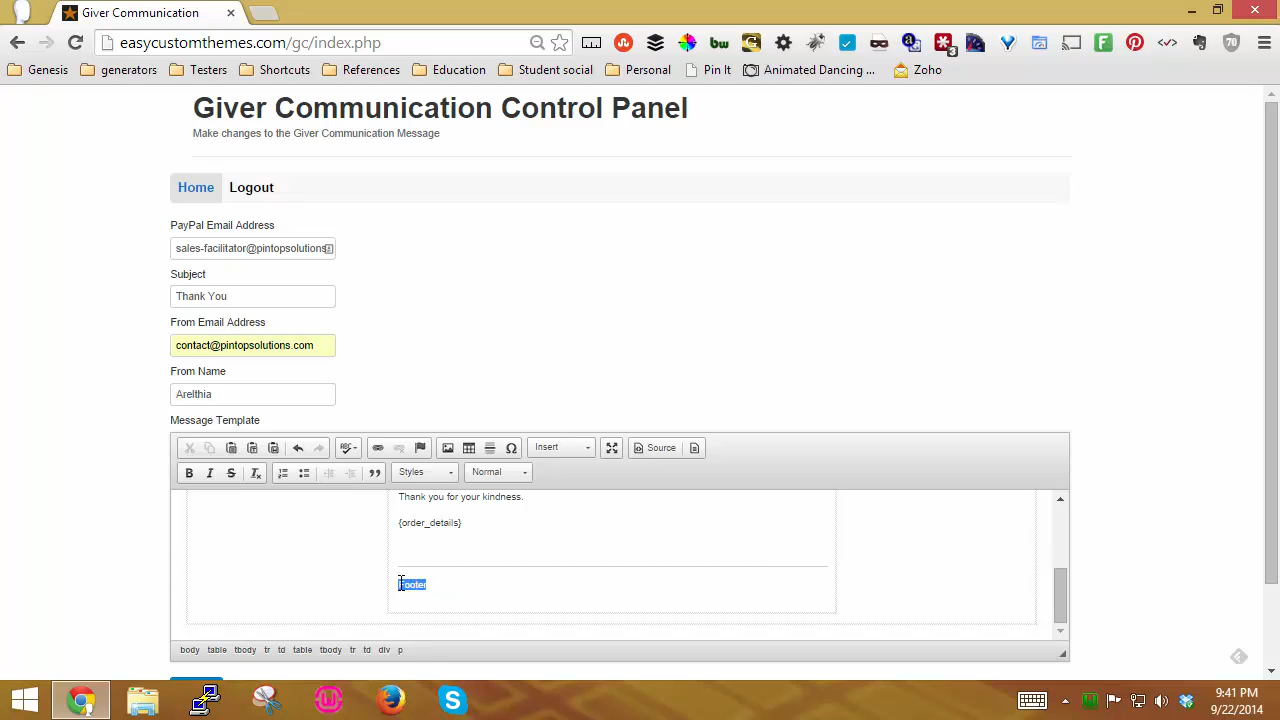 Giver Communication
easycustomthemes.com/gc/index.php
3
70
Genesis generators Testers Shortcuts References Education Student social Personal Pin It Animated Dancing ... Zoho
Giver Communication Control Panel
Make changes to the Giver Communication Message
Home Logout
PayPal Email Address
sales-facilitator@pintopsolutions
Subject
Thank You
From Email Address
contact@pintopsolutions.com
From Name
Arelthia
Message Template
ABC Insert Source
B I S Styles Normal
Thank you for your kindness.
{order_details}
Footer
body table tbody tr td table tbody tr td div p
9:41 PM
9/22/2014